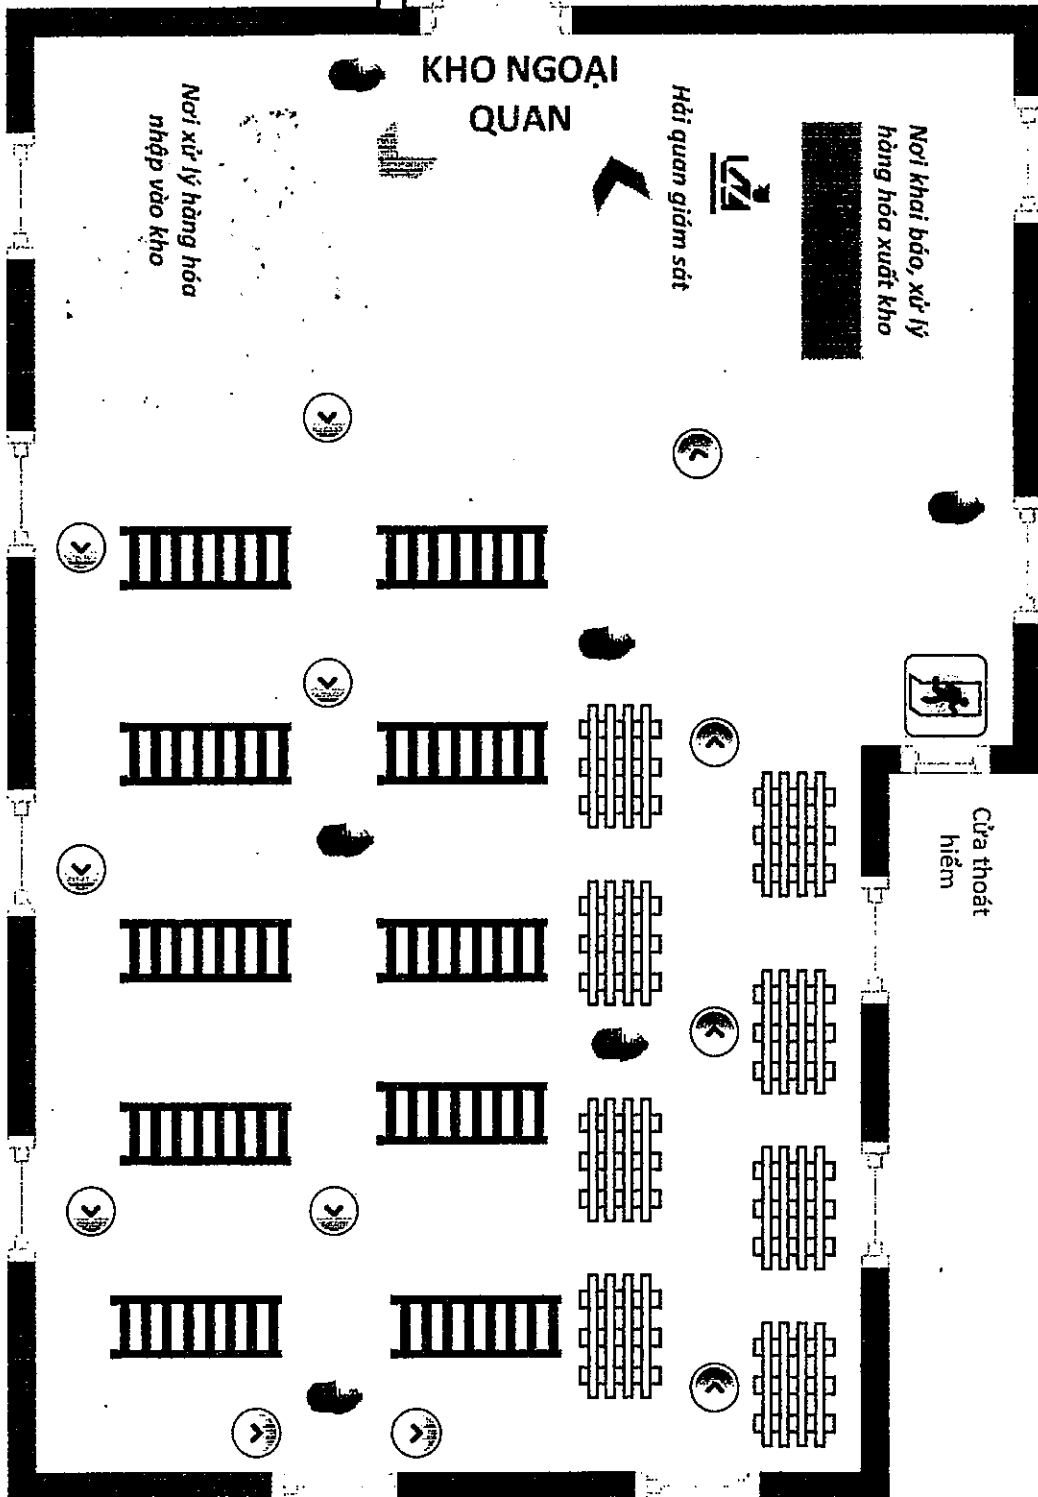 KHO NGOẠI
QUAN
Nơi khai báo, xử lý
hàng hóa xuất kho
Hải quan giám sát
Nơi xử lý hàng hóa
nhập vào kho
Cửa thoát
hiểm